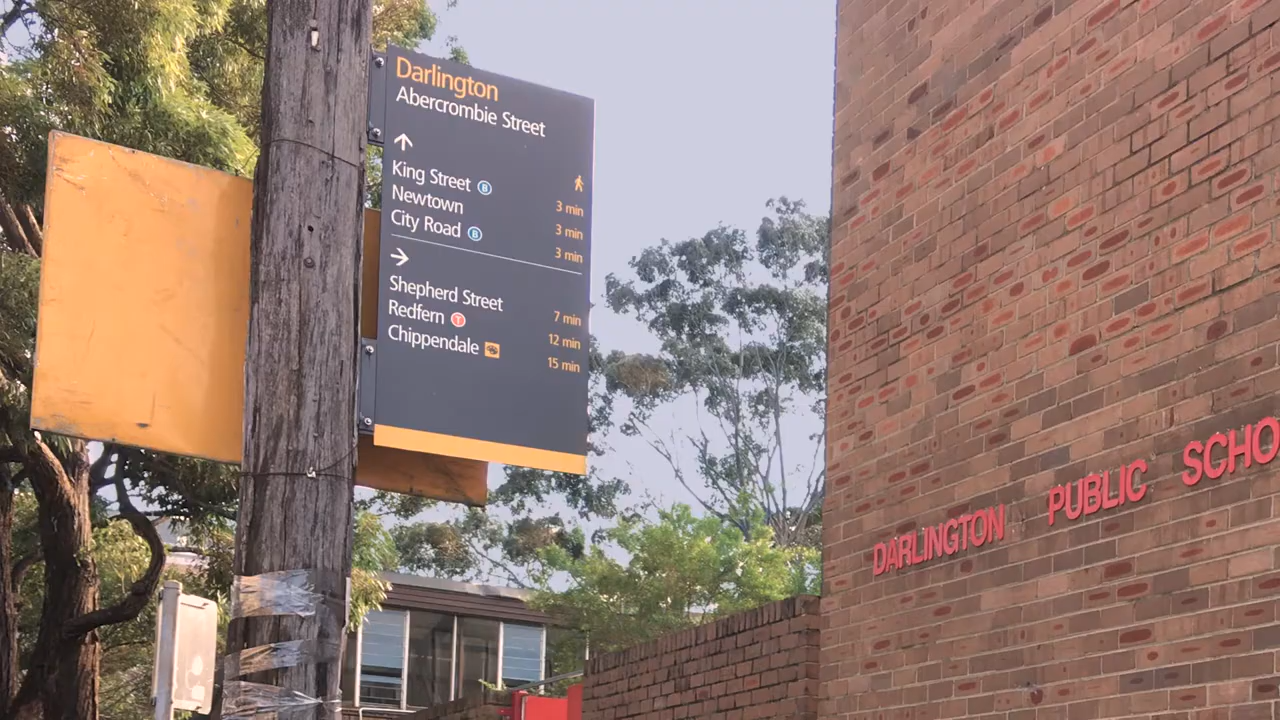 Darlington
Abercrombie Street
King Street B
Newtown 3 min
City Road B 3 min
3 min
Shepherd Street
Redfern T 7 min
Chippendale 12 min
15 min
DARLINGTON PUBLIC SCHO